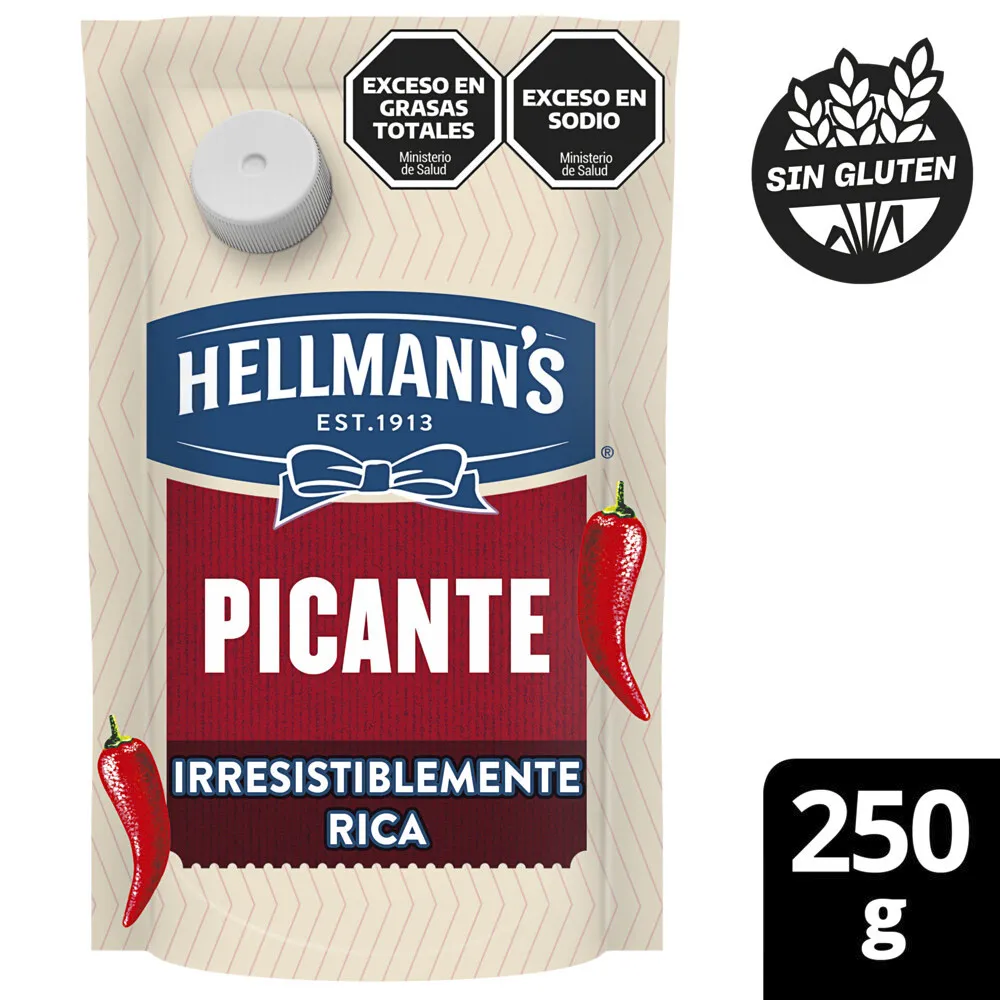 EXCESO EN
GRASAS
TOTALES
Ministerio
de Salud
EXCESO EN
SODIO
Ministerio
de Salud
SIN GLUTEN
HELLMANN'S
EST.1913
®
PICANTE
IRRESISTIBLEMENTE
RICA
250
g